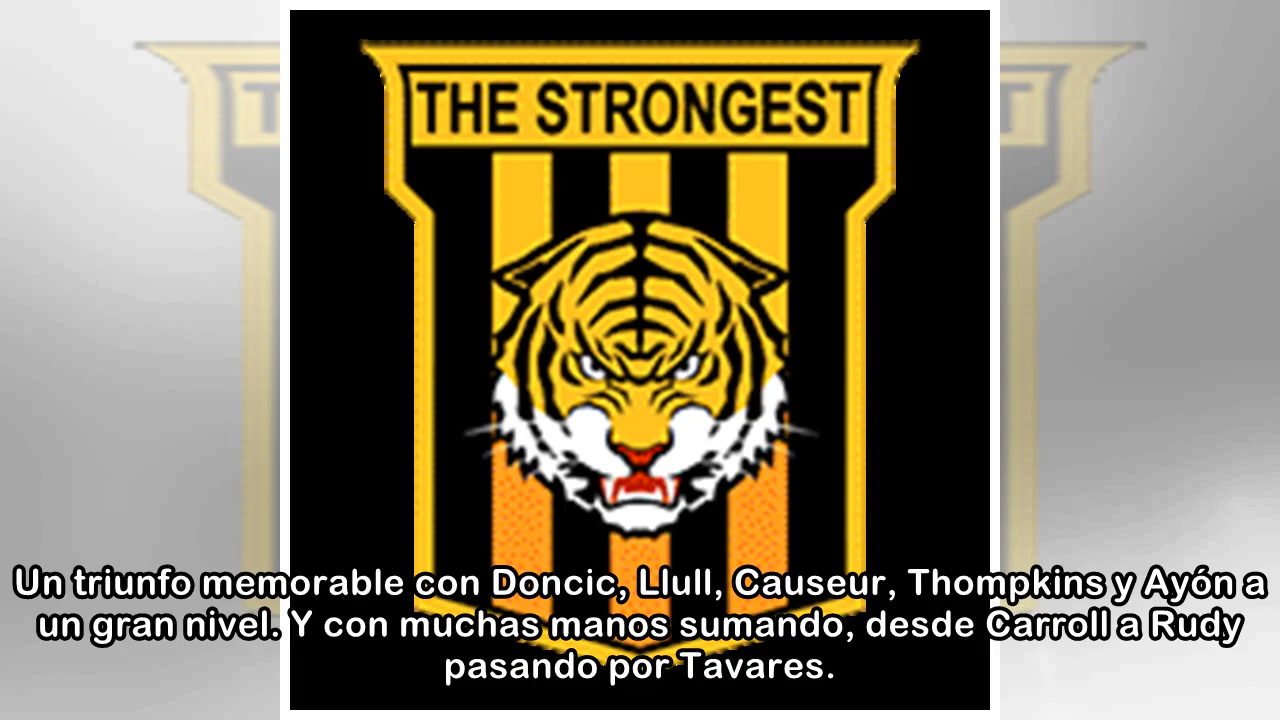 THE STRONGEST
Un triunfo memorable con Doncic, Llull, Causeur, Thompkins y Ayón a
un gran nivel. Y con muchas manos sumando, desde Carroll a Rudy
pasando por Tavares.